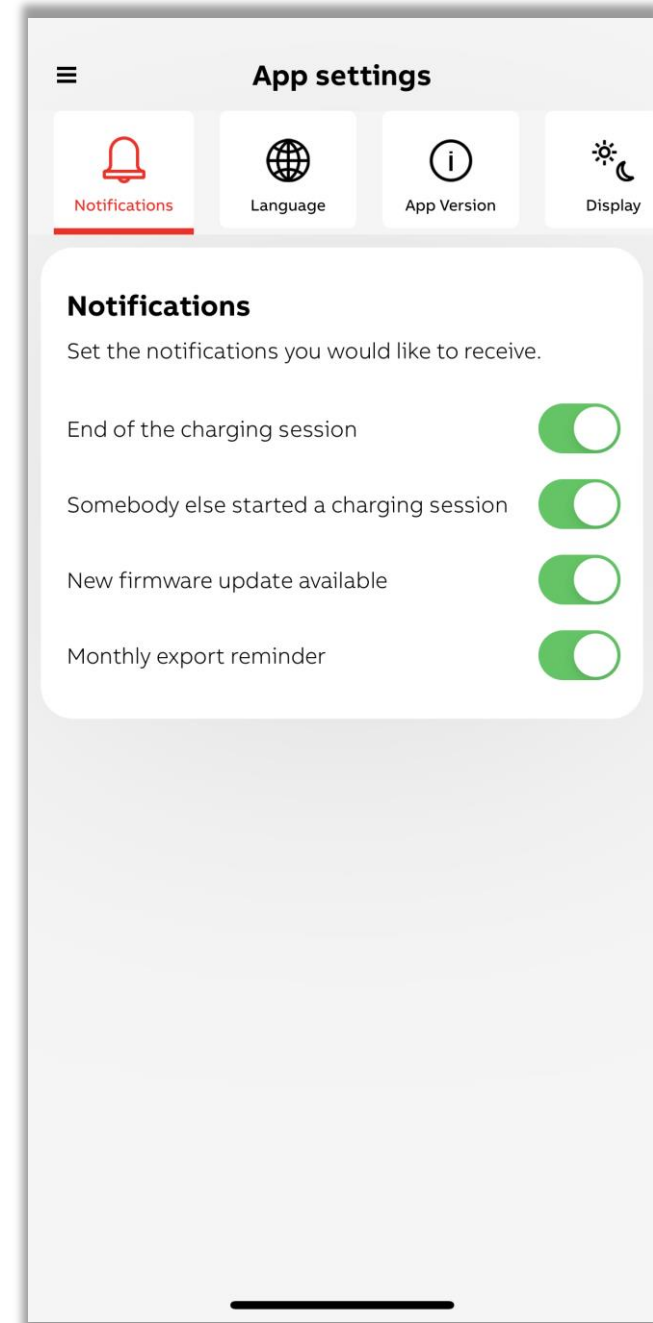 App settings
Notifications
Language
App Version
Display
Notifications
Set the notifications you would like to receive.
End of the charging session
Somebody else started a charging session
New firmware update available
Monthly export reminder